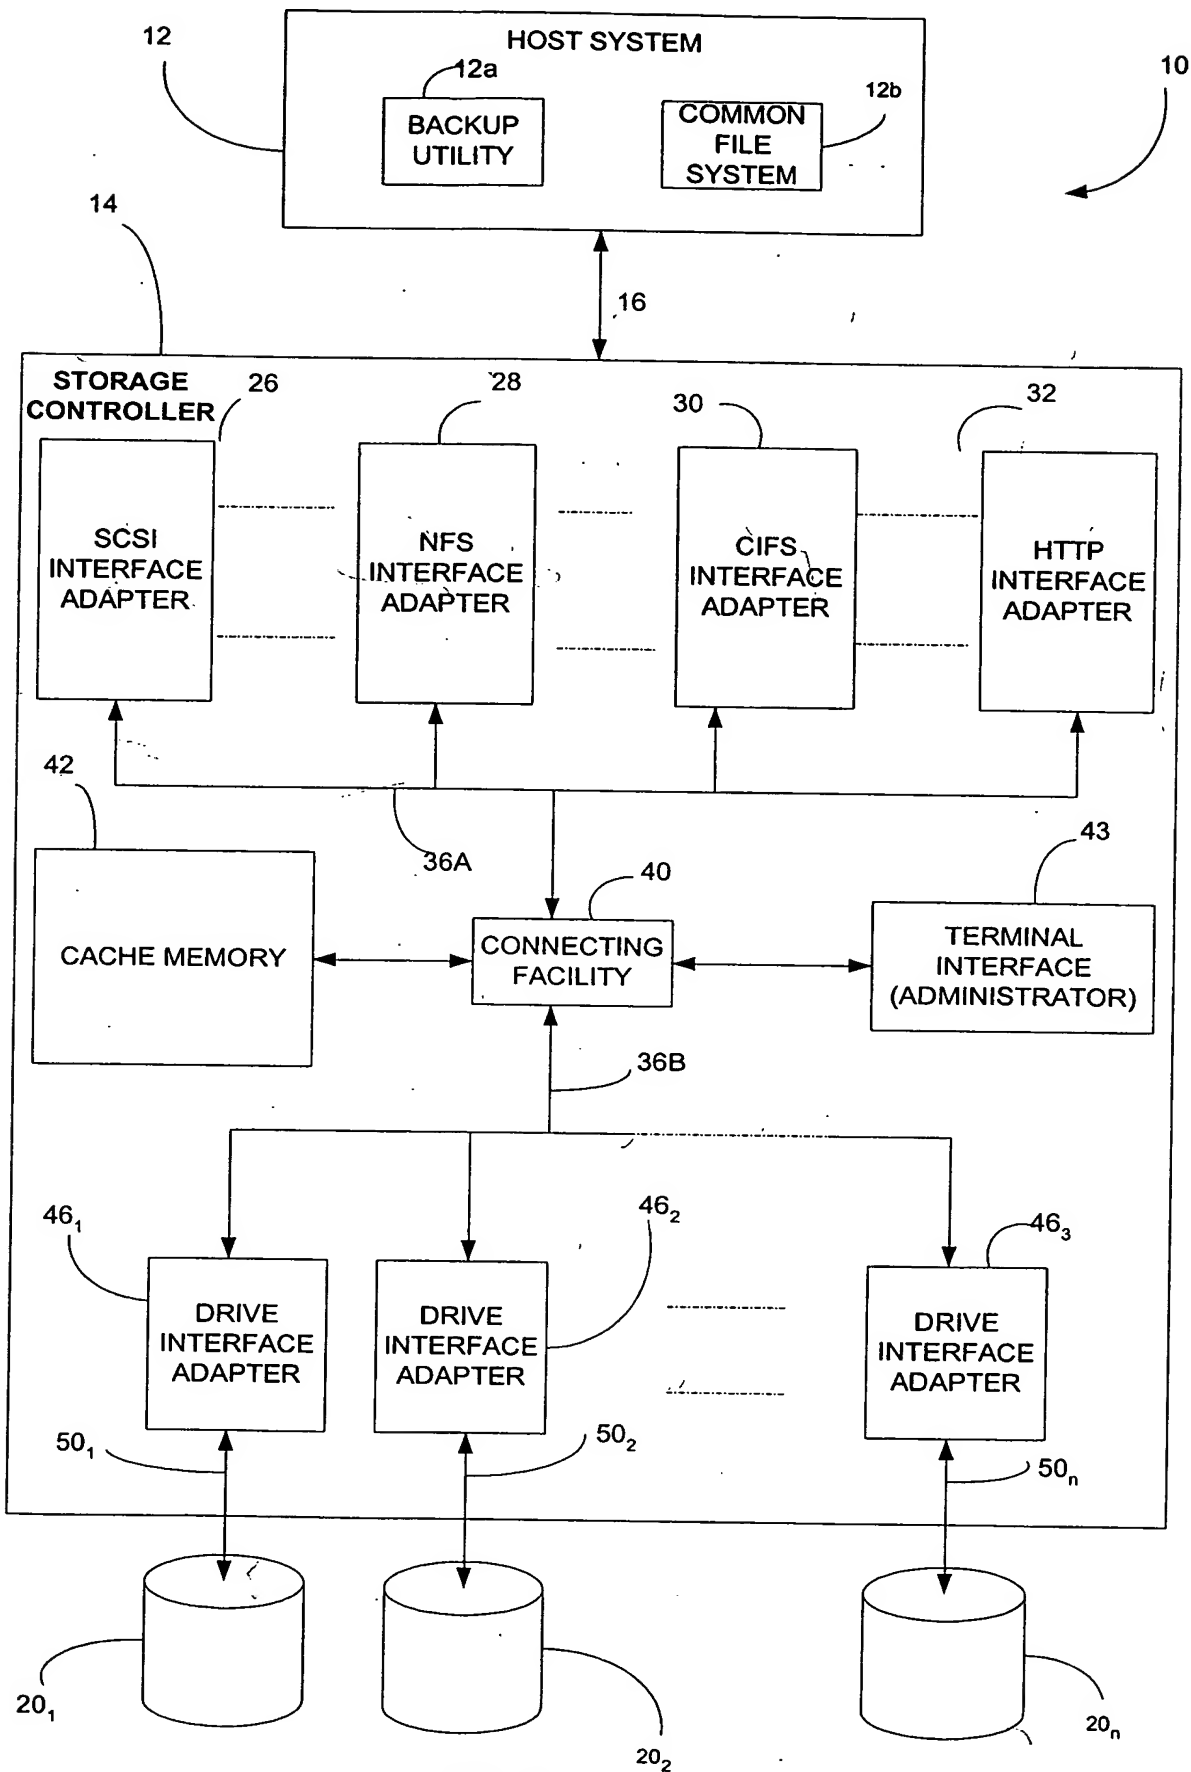 12
HOST SYSTEM
12a
BACKUP
UTILITY
12b
COMMON
FILE
SYSTEM
10
14
16
STORAGE
CONTROLLER
26
28
30
32
SCSI
INTERFACE
ADAPTER
NFS
INTERFACE
ADAPTER
CIFS
INTERFACE
ADAPTER
HTTP
INTERFACE
ADAPTER
42
36A
40
43
CACHE MEMORY
CONNECTING
FACILITY
TERMINAL
INTERFACE
(ADMINISTRATOR)
36B
46₁
46₂
46₃
DRIVE
INTERFACE
ADAPTER
DRIVE
INTERFACE
ADAPTER
DRIVE
INTERFACE
ADAPTER
50₁
50₂
50ₙ
20₁
20₂
20ₙ